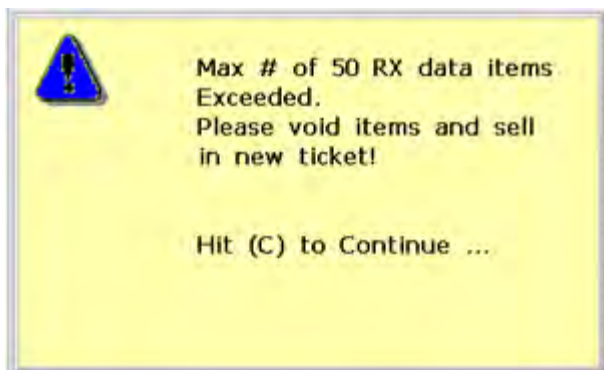 Max # of 50 RX data items
Exceeded.
Please void items and sell
in new ticket!
Hit (C) to Continue ...